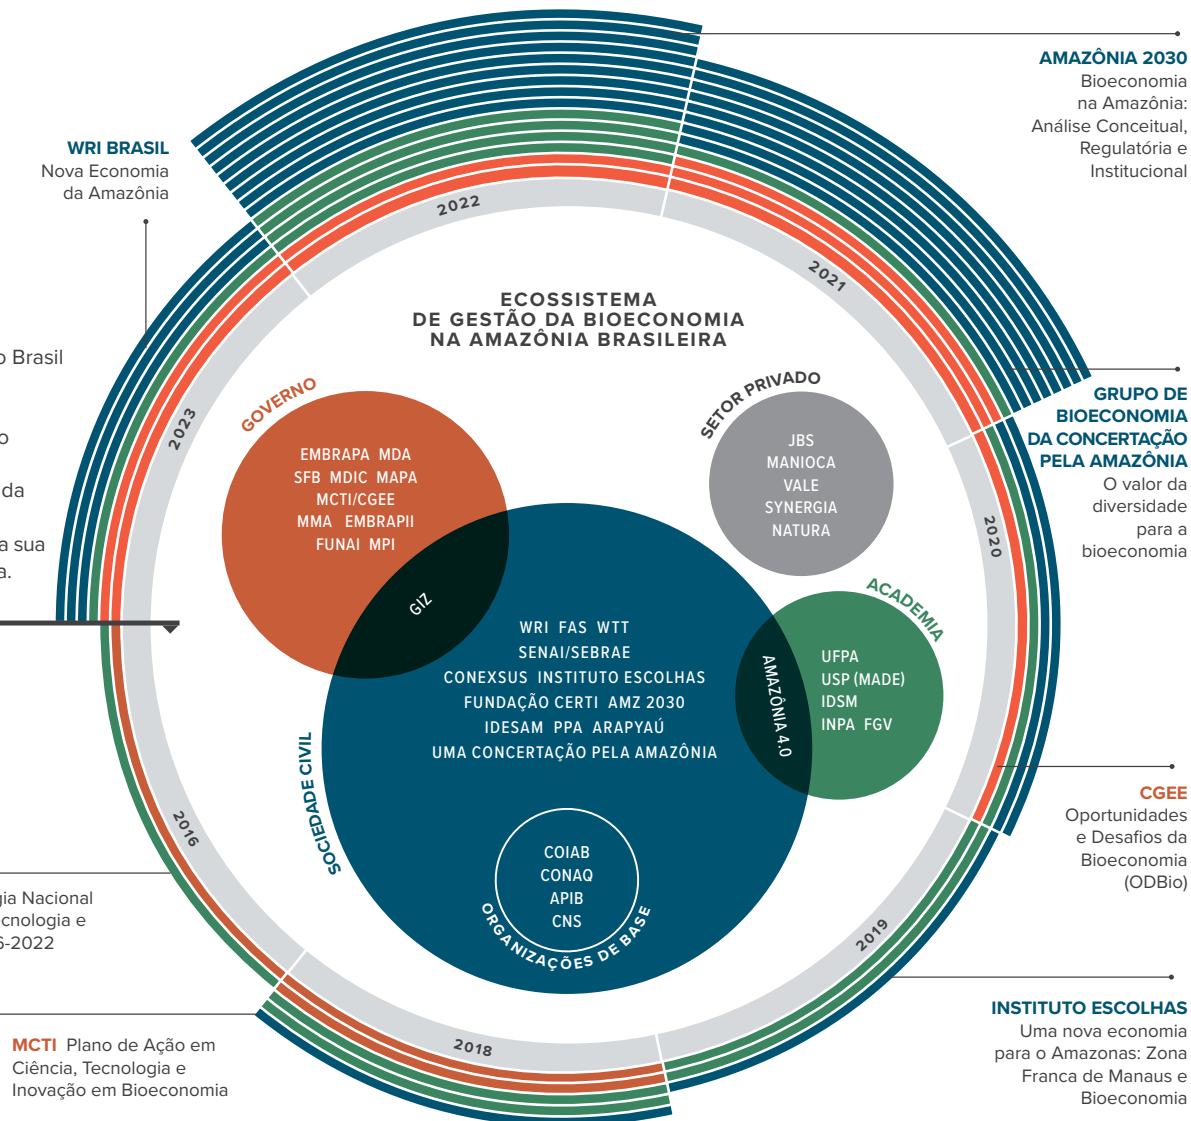 AMAZÔNIA 2030
Bioeconomia
na Amazônia:
Análise Conceitual,
Regulatória e
Institucional
WRI BRASIL
Nova Economia
da Amazônia
2022
2021
2023
2020
2016
2019
2018
ECOSSISTEMA
DE GESTÃO DA BIOECONOMIA
NA AMAZÔNIA BRASILEIRA
Brasil
da
a sua
GOVERNO
EMBRAPA MDA
SFB MDIC MAPA
MCTI/CGEE
MMA EMBRAPII
FUNAI MPI
GIZ
SETOR PRIVADO
JBS
MANIOCA
VALE
SYNERGIA
NATURA
GRUPO DE
BIOECONOMIA
DA CONCERTAÇÃO
PELA AMAZÔNIA
O valor da
diversidade
para a
bioeconomia
ACADEMIA
UFPA
USP (MADE)
IDSM
INPA FGV
AMAZÔNIA 4.0
SOCIEDADE CIVIL
WRI FAS WTT
SENAI/SEBRAE
CONEXSUS INSTITUTO ESCOLHAS
FUNDAÇÃO CERTI AMZ 2030
IDESAM PPA ARAPYAÚ
UMA CONCERTAÇÃO PELA AMAZÔNIA
COIAB
CONAQ
APIB
CNS
ORGANIZAÇÕES DE BASE
CGEE
Oportunidades
e Desafios da
Bioeconomia
(ODBio)
Nacional
e
-2022
INSTITUTO ESCOLHAS
Uma nova economia
para o Amazonas: Zona
Franca de Manaus e
Bioeconomia
MCTI Plano de Ação em
Ciência, Tecnologia e
Inovação em Bioeconomia